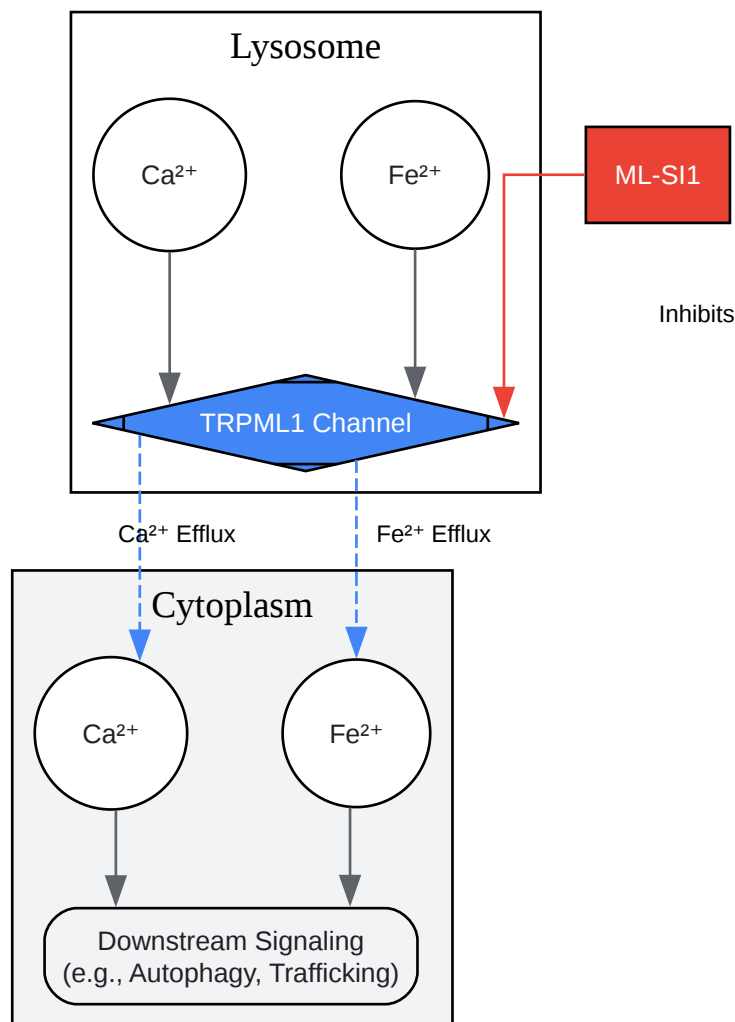 Lysosome
Ca²⁺
Fe²⁺
ML-SI1
Inhibits
TRPML1 Channel
Ca²⁺ Efflux
Fe²⁺ Efflux
Cytoplasm
Ca²⁺
Fe²⁺
Downstream Signaling
(e.g., Autophagy, Trafficking)